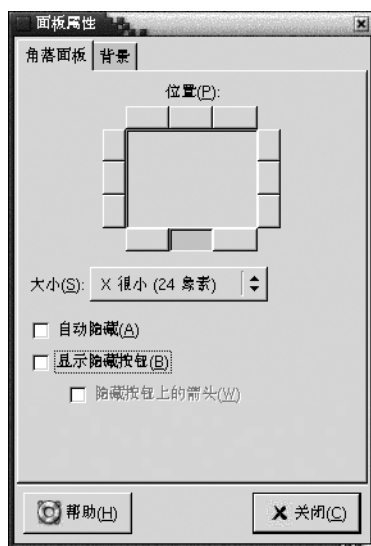 面板属性
角落面板 背景
位置(P):
大小(S): X 很小 (24 象素)
自动隐藏(A)
显示隐藏按钮(B)
隐藏按钮上的箭头(W)
帮助(H) 关闭(C)